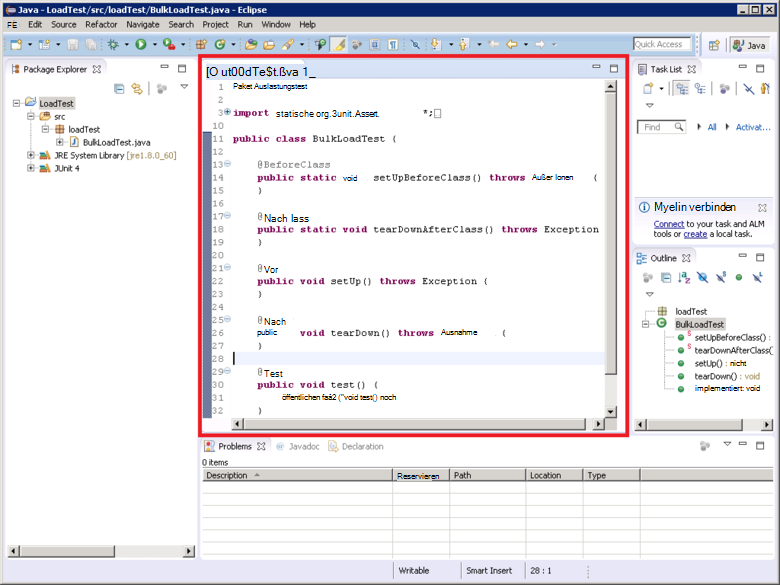 Java - LoadTest/src/loadTest/BulkLoadTest.java - Eclipse
FE Edit Source Refactor Navigate Search Project Run Window Help
Quick Access Java
Package Explorer
LoadTest
src
loadTest
BulkLoadTest.java
JRE System Library [jre1.8.0_60]
JUnit 4
[O ut00dTe$t.ßva 1_
1 Paket Auslastungstest
2
3 import statische org.3unit.Asset. *;
10
11 public class BulkLoadTest {
12
13 @BeforeClass
14 public static void setUpBeforeClass() throws Außer Ionen (
15 )
16
17 @Nach lass
18 public static void tearDownAfterClass() throws Exception
19 )
20
21 @Vor
22 public void setUp() throws Exception (
23 )
24
25 @Nach
26 public void tearDown() throws Ausnahme (
27 )
28
29 @Test
30 public void test() (
31 öffentlichen faä2 ("void test() noch
32 )
Task List
Find All Activat...
Myelin verbinden
Connect to your task and ALM
tools or create a local task.
Outline
loadTest
BulkLoadTest
S setUpBeforeClass() :
S tearDownAfterClass(
setUp() : nicht
tearDown() : void
implementiert: void
Problems Javadoc Declaration
0 items
Description Reservieren Path Location Type
Writable Smart Insert 28 : 1